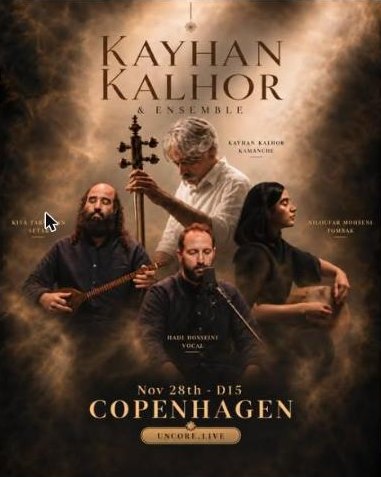 KAYHAN
KALHOR
& ENSEMBLE
KAYHAN KALHOR
KAMANCHE
KIYA
NILOUFAR MOHSENI
TOMBAK
HADI HOSSEINI
VOCAL
Nov 28th - D15
COPENHAGEN
UNCORE.LIVE